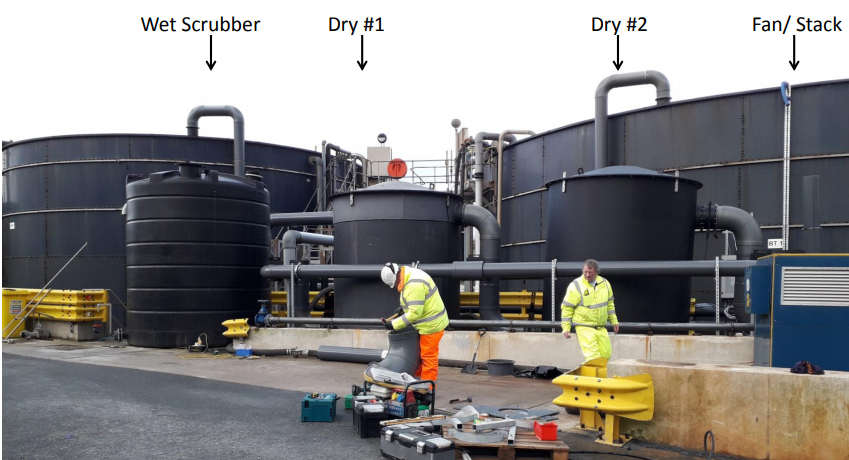 Wet Scrubber
Dry #1
Dry #2
Fan/ Stack
BT 1